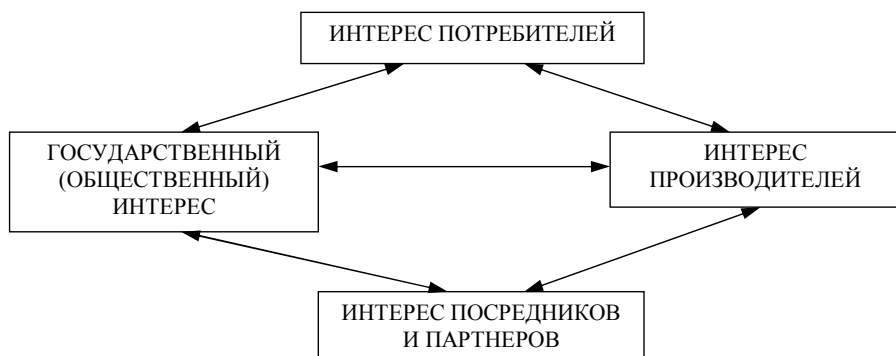 ИНТЕРЕС ПОТРЕБИТЕЛЕЙ
ГОСУДАРСТВЕННЫЙ
(ОБЩЕСТВЕННЫЙ)
ИНТЕРЕС
ИНТЕРЕС
ПРОИЗВОДИТЕЛЕЙ
ИНТЕРЕС ПОСРЕДНИКОВ
И ПАРТНЕРОВ